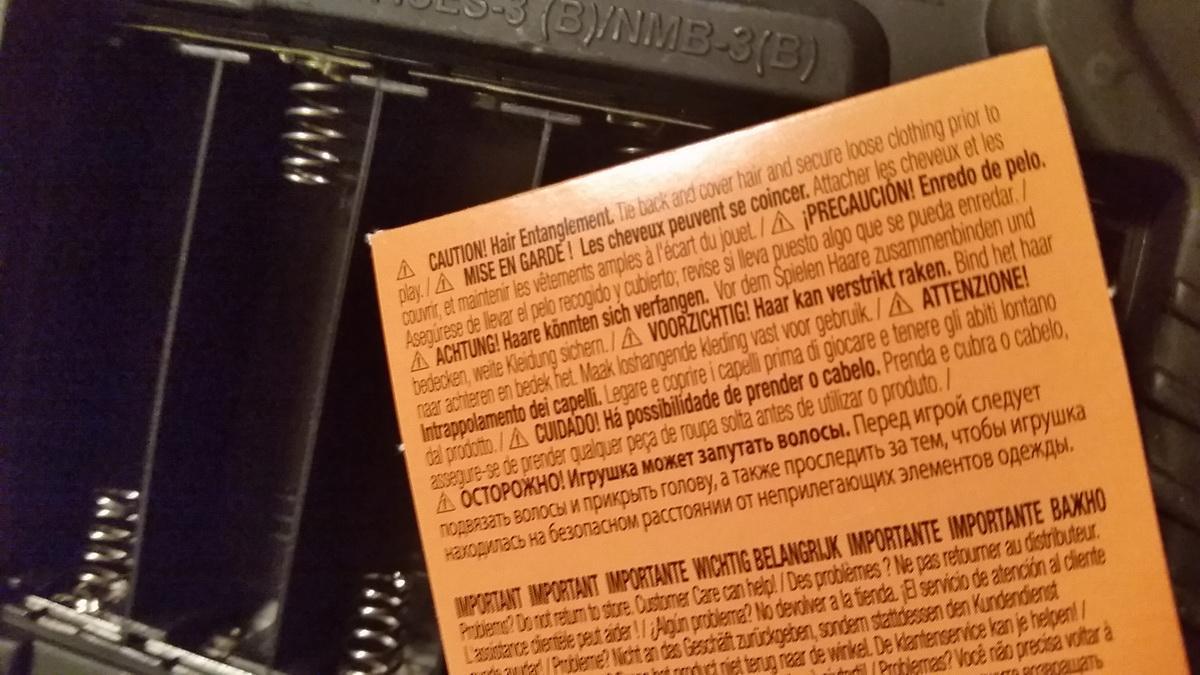 (B)/NMB-3(B)
⚠ CAUTION! Hair Entanglement. Tie back and cover hair and secure loose clothing prior to
play. / ⚠ MISE EN GARDE ! Les cheveux peuvent se coincer. Attacher les cheveux et les
couvrir, et maintenir les vêtements amples à l'écart du jouet. / ⚠ ¡PRECAUCIÓN! Enredo de pelo.
Asegúrese de llevar el pelo recogido y cubierto; revise si lleva puesto algo que se pueda enredar. /
⚠ ACHTUNG! Haare könnten sich verfangen. Vor dem Spielen Haare zusammenbinden und
bedecken, weite Kleidung sichern. / ⚠ VOORZICHTIG! Haar kan verstrikt raken. Bind het haar
naar achteren en bedek het. Maak loshangende kleding vast voor gebruik. / ⚠ ATTENZIONE!
Intrappolamento dei capelli. Legare e coprire i capelli prima di giocare e tenere gli abiti lontano
dal prodotto. / ⚠ CUIDADO! Há possibilidade de prender o cabelo. Prenda e cubra o cabelo,
assegure-se de prender qualquer peça de roupa solta antes de utilizar o produto. /
⚠ ОСТОРОЖНО! Игрушка может запутать волосы. Перед игрой следует
подвязать волосы и прикрыть голову, а также проследить за тем, чтобы игрушка
находилась на безопасном расстоянии от неприлегающих элементов одежды.
IMPORTANT IMPORTANT IMPORTANTE WICHTIG BELANGRIJK IMPORTANTE IMPORTANTE ВАЖНО
Problems? Do not return to store. Customer Care can help! / Des problèmes ? Ne pas retourner au distributeur.
L'assistance clientèle peut aider ! / ¿Algún problema? No devolver a la tienda. ¡El servicio de atención al cliente
puede ayudar! / Probleme? Nicht an das Geschäft zurückgeben, sondern stattdessen den Kundendienst
het product niet terug naar de winkel. De klantenservice kan je helpen! /
/ Problemas? Você não precisa voltar à
возвращать